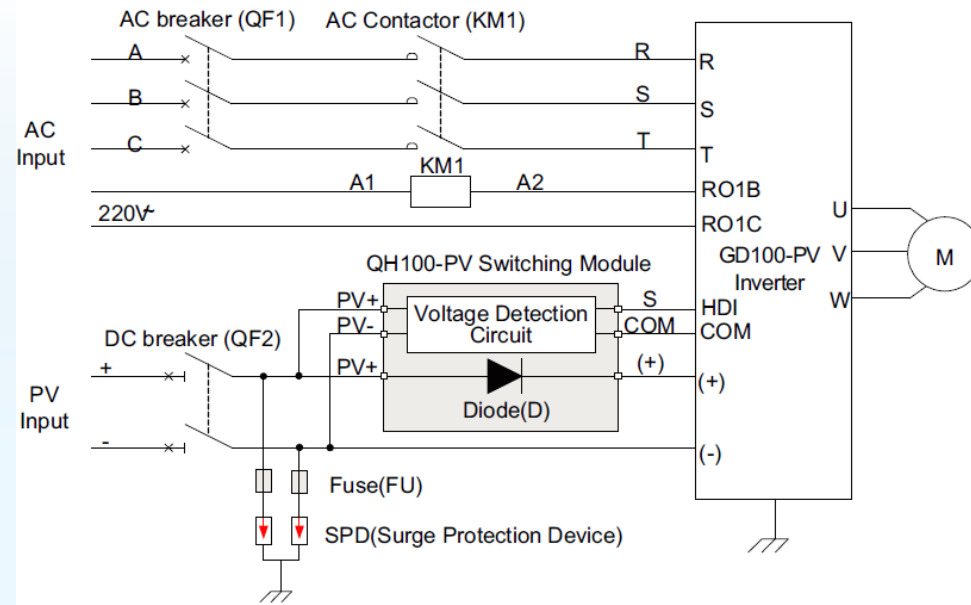 AC breaker (QF1)
AC Contactor (KM1)
A
R
R
B
S
S
AC
Input
C
T
T
KM1
A1
A2
RO1B
220V~
RO1C
U
GD100-PV
Inverter
V
M
W
QH100-PV Switching Module
PV+
Voltage Detection
Circuit
S
HDI
PV-
COM
COM
DC breaker (QF2)
+
PV+
(+)
(+)
Diode(D)
PV
Input
-
(-)
Fuse(FU)
SPD(Surge Protection Device)